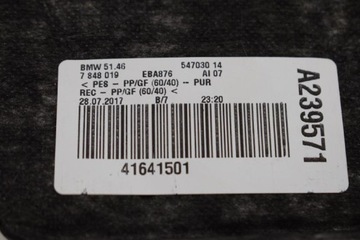 BMW 51.46 547030 14
7 848 019 EBA876 AI 07
< PES - PP/GF (60/40) - PUR
REC - PP/GF (60/40) <
28.07.2017 B/7 23:20
41641501
A239571